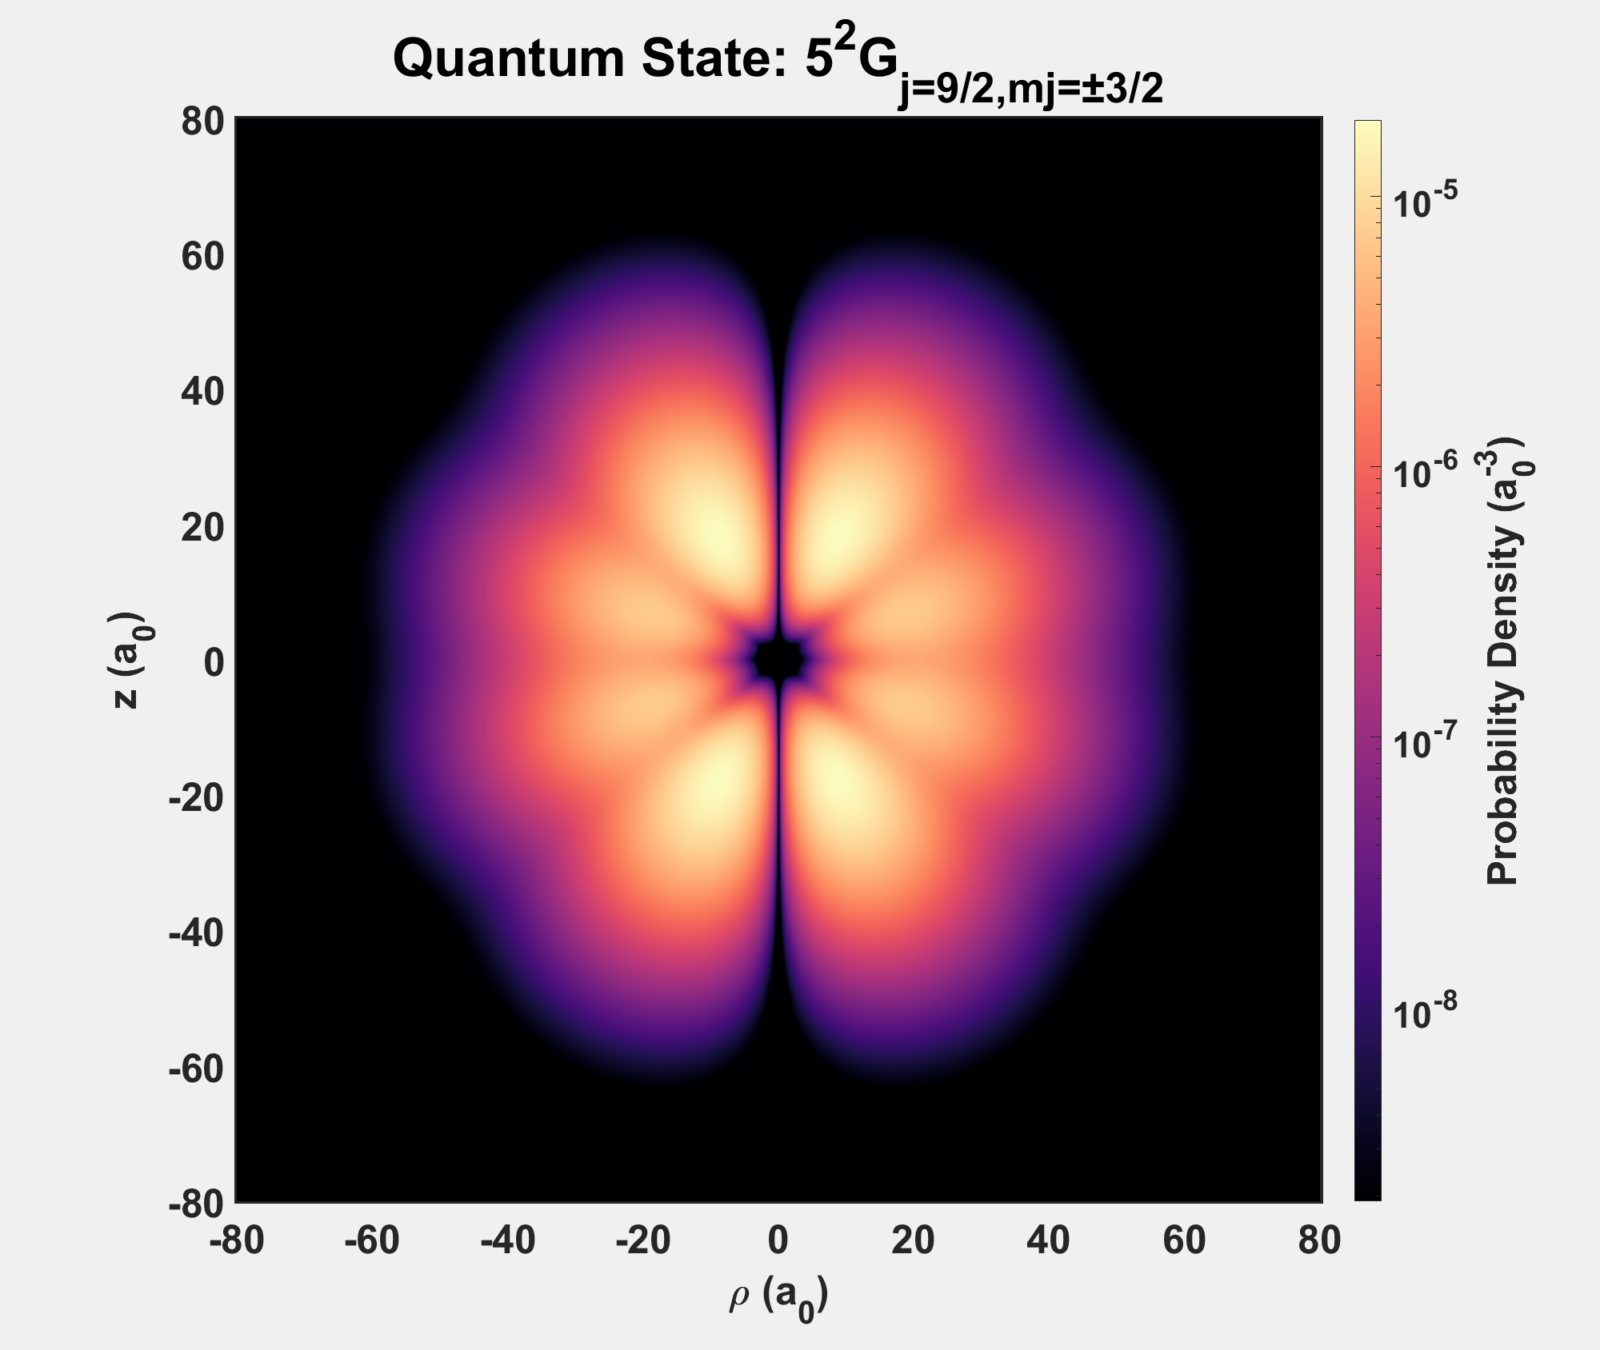 Quantum State: 5²G_j=9/2,mj=±3/2
80
60
40
20
0
-20
-40
-60
-80
z (a₀)
-80 -60 -40 -20 0 20 40 60 80
ρ (a₀)
10⁻⁵
10⁻⁶
10⁻⁷
10⁻⁸
Probability Density (a₀⁻³)